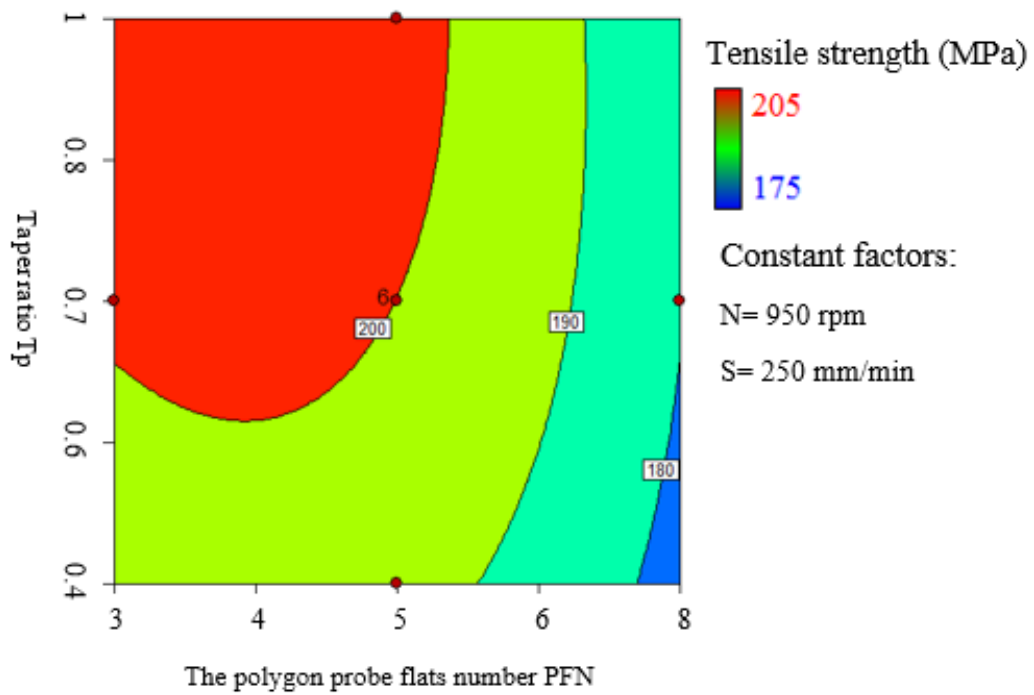 Tensile strength (MPa)
205
175
Constant factors:
N= 950 rpm
S= 250 mm/min
Taper ratio Tp
1
0.8
0.7
0.6
0.4
6
200
190
180
3
4
5
6
8
The polygon probe flats number PFN